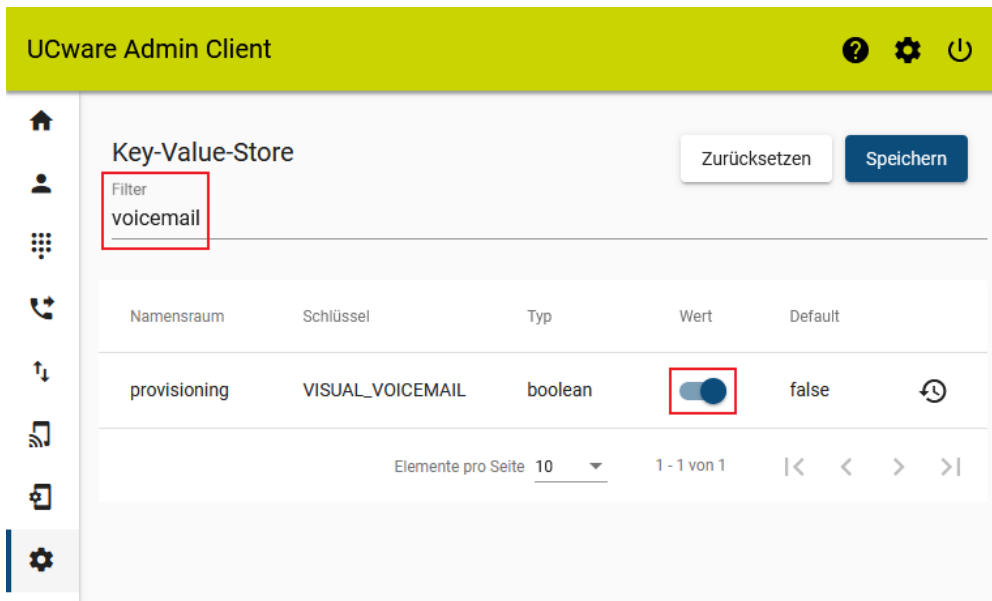 UCware Admin Client
Key-Value-Store
Zurücksetzen
Speichern
Filter
voicemail
Namensraum Schlüssel Typ Wert Default
provisioning VISUAL_VOICEMAIL boolean false
Elemente pro Seite 10 1 - 1 von 1